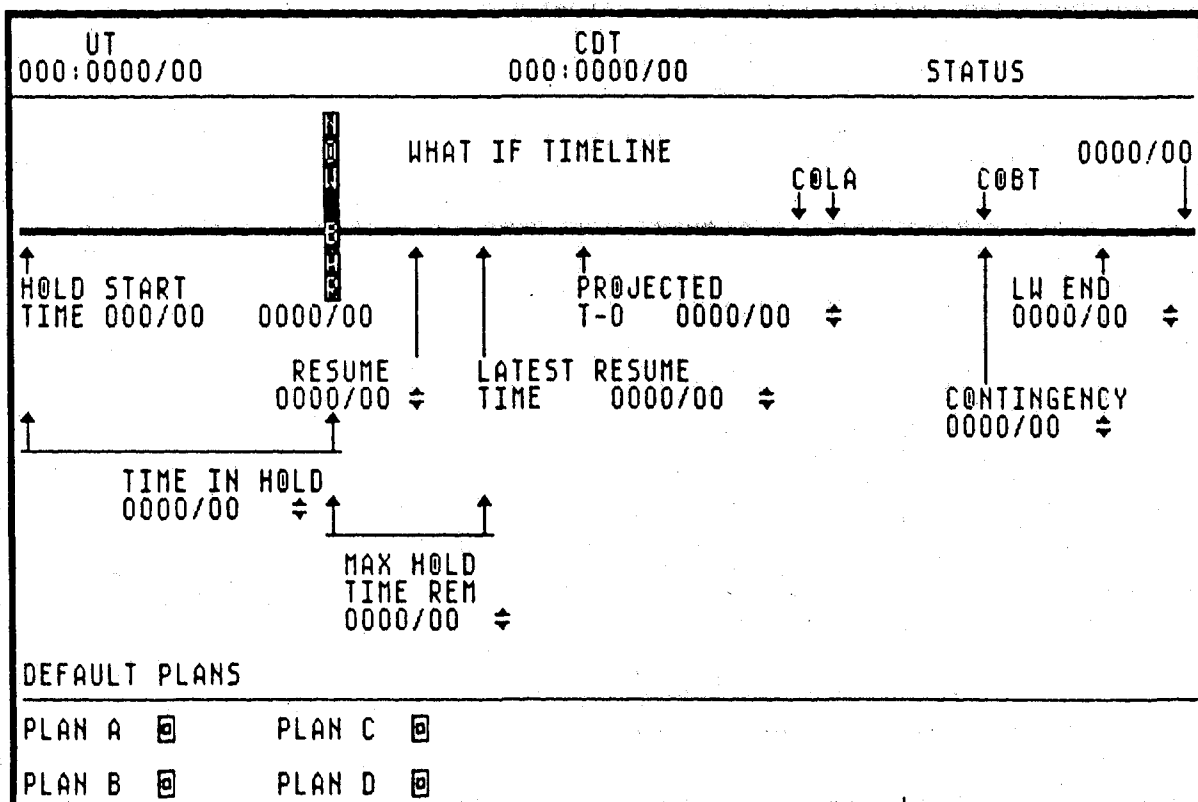 UT CDT
000:0000/00 000:0000/00 STATUS
WHAT IF TIMELINE 0000/00
COLA COBT
HOLD START PROJECTED LW END
TIME 000/00 0000/00 T-0 0000/00 0000/00
RESUME LATEST RESUME
0000/00 TIME 0000/00 CONTINGENCY
0000/00
TIME IN HOLD
0000/00
MAX HOLD
TIME REM
0000/00
DEFAULT PLANS
PLAN A PLAN C
PLAN B PLAN D